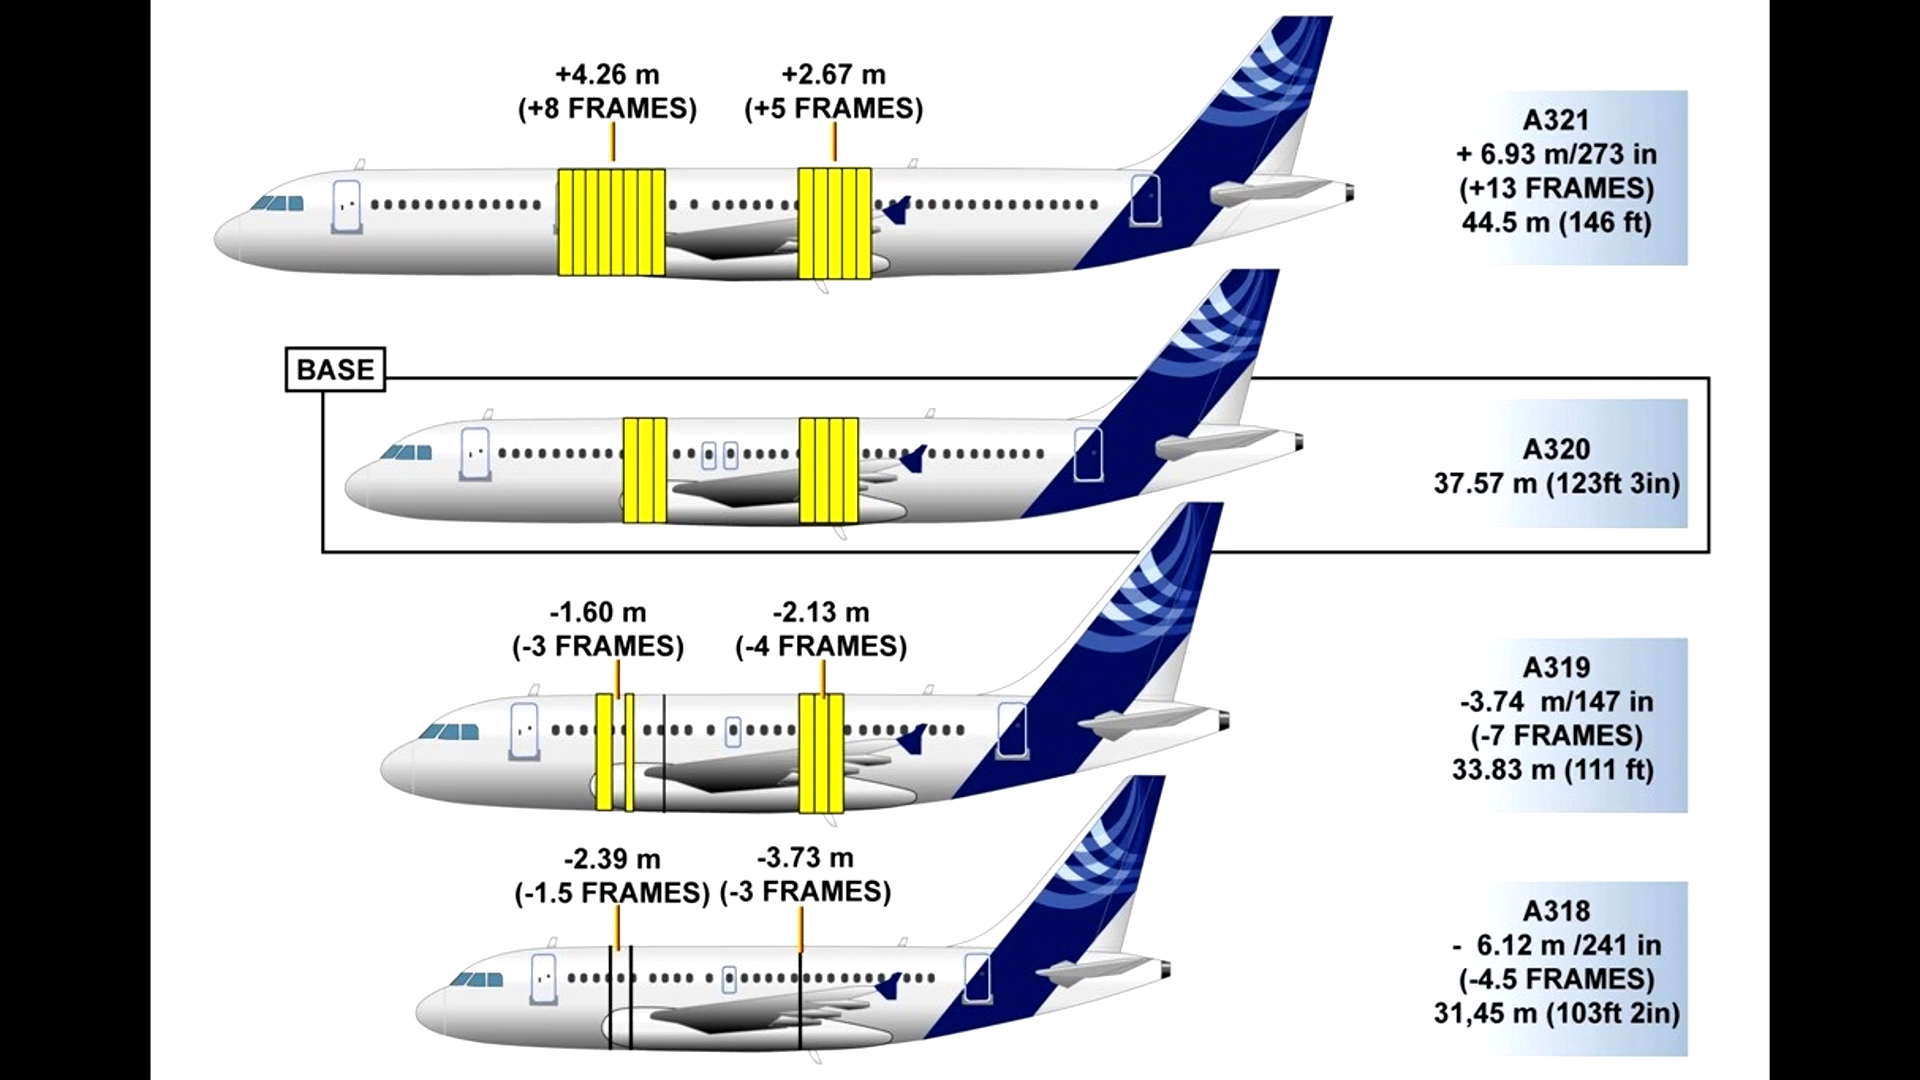 +4.26 m
(+8 FRAMES)
+2.67 m
(+5 FRAMES)
A321
+ 6.93 m/273 in
(+13 FRAMES)
44.5 m (146 ft)
BASE
A320
37.57 m (123ft 3in)
-1.60 m
(-3 FRAMES)
-2.13 m
(-4 FRAMES)
A319
-3.74  m/147 in
(-7 FRAMES)
33.83 m (111 ft)
-2.39 m
(-1.5 FRAMES)
-3.73 m
(-3 FRAMES)
A318
-  6.12 m /241 in
(-4.5 FRAMES)
31,45 m (103ft 2in)